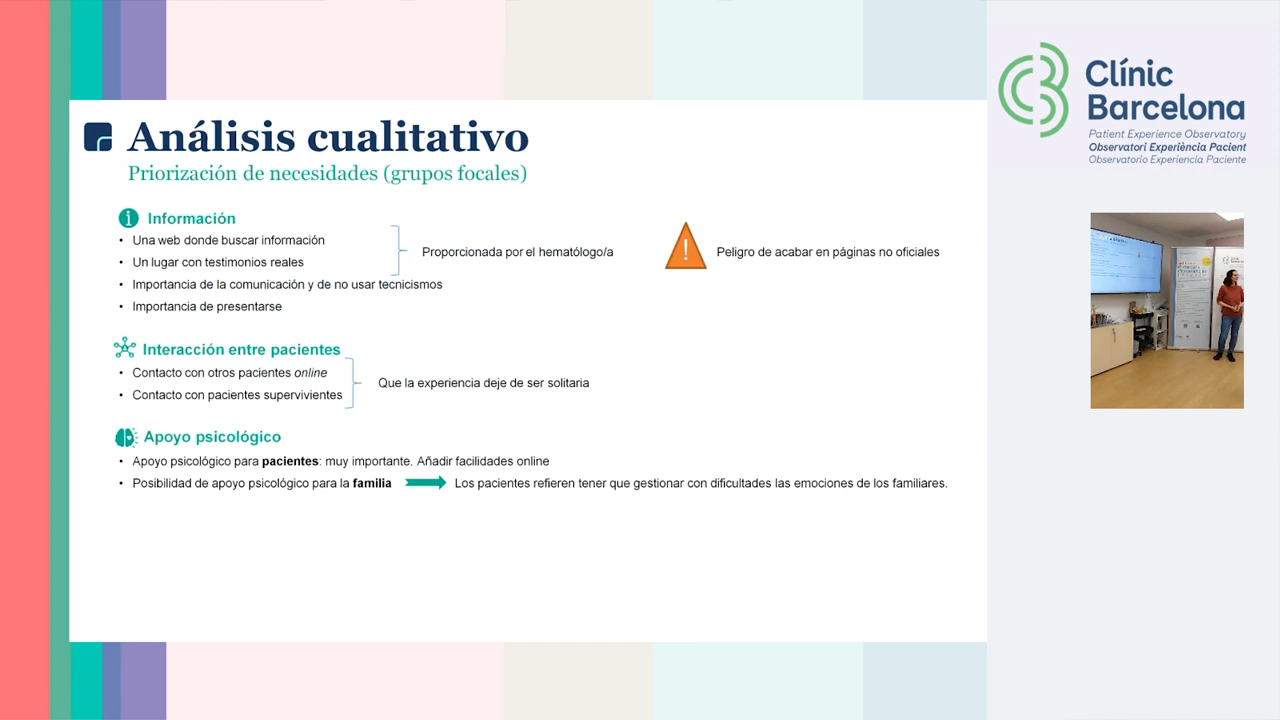 Análisis cualitativo
Priorización de necesidades (grupos focales)
Información
• Una web donde buscar información
• Un lugar con testimonios reales
Proporcionada por el hematólogo/a
! Peligro de acabar en páginas no oficiales
• Importancia de la comunicación y de no usar tecnicismos
• Importancia de presentarse
Interacción entre pacientes
• Contacto con otros pacientes online
• Contacto con pacientes supervivientes
Que la experiencia deje de ser solitaria
Apoyo psicológico
• Apoyo psicológico para pacientes: muy importante. Añadir facilidades online
• Posibilidad de apoyo psicológico para la familia
Los pacientes refieren tener que gestionar con dificultades las emociones de los familiares.
Clínic
Barcelona
Patient Experience Observatory
Observatori Experiència Pacient
Observatorio Experiencia Paciente